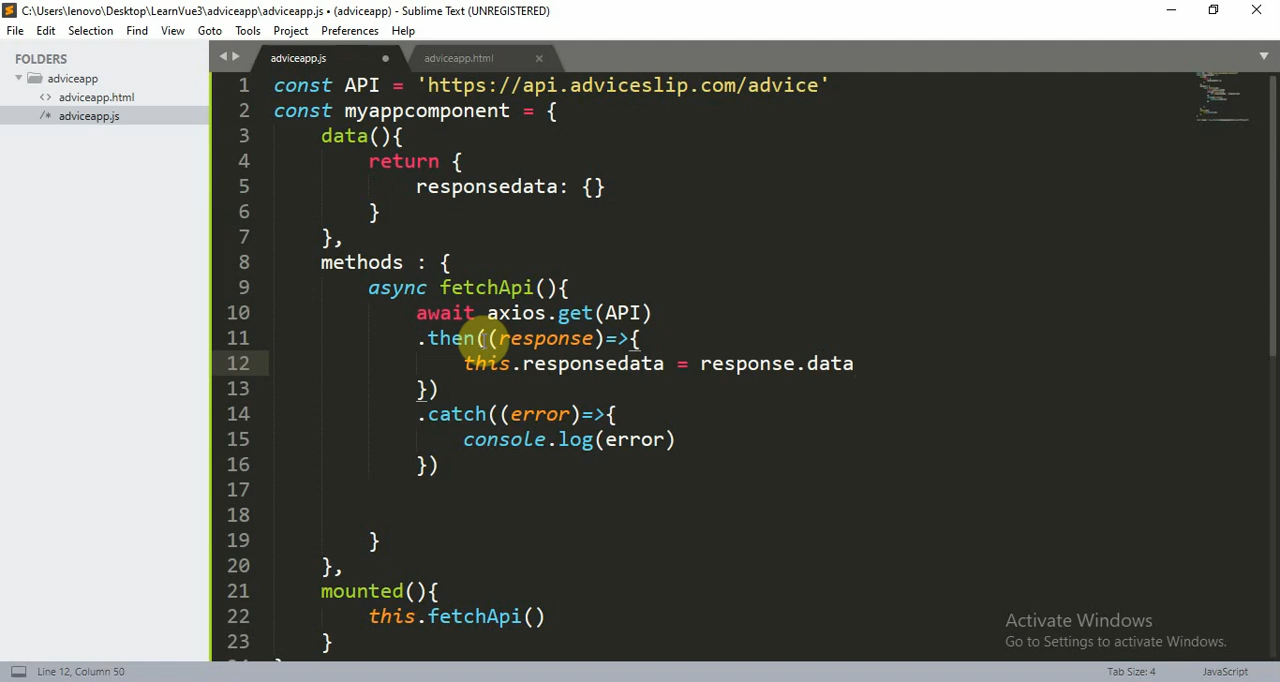 C:\Users\lenovo\Desktop\LearnVue3\adviceapp\adviceapp.js • (adviceapp) - Sublime Text (UNREGISTERED)
File Edit Selection Find View Goto Tools Project Preferences Help
FOLDERS
adviceapp
<> adviceapp.html
/* adviceapp.js
adviceapp.js
adviceapp.html
1 const API = 'https://api.adviceslip.com/advice'
2 const myappcomponent = {
3 data(){
4 return {
5 responsedata: {}
6 }
7 },
8 methods : {
9 async fetchApi(){
10 await axios.get(API)
11 .then((response)=>{
12 this.responsedata = response.data
13 })
14 .catch((error)=>{
15 console.log(error)
16 })
17
18
19 }
20 },
21 mounted(){
22 this.fetchApi()
23 }
Activate Windows
Go to Settings to activate Windows.
Line 12, Column 50
Tab Size: 4
JavaScript